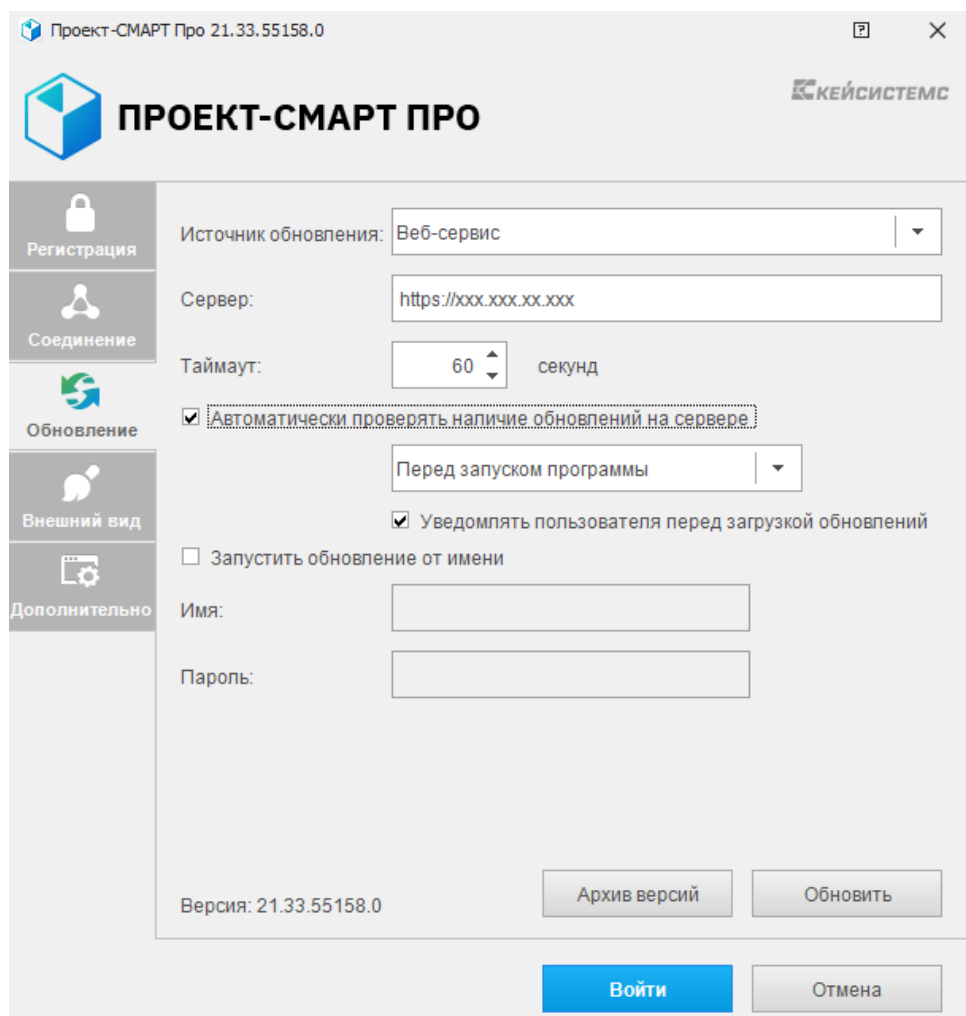 Проект-СМАРТ Про 21.33.55158.0
ПРОЕКТ-СМАРТ ПРО
КЕЙСИСТЕМС
Регистрация
Соединение
Обновление
Внешний вид
Дополнительно
Источник обновления: Веб-сервис
Сервер: https://xxx.xxx.xx.xxx
Таймаут: 60 секунд
Автоматически проверять наличие обновлений на сервере
Перед запуском программы
Уведомлять пользователя перед загрузкой обновлений
Запустить обновление от имени
Имя:
Пароль:
Версия: 21.33.55158.0
Архив версий
Обновить
Войти
Отмена